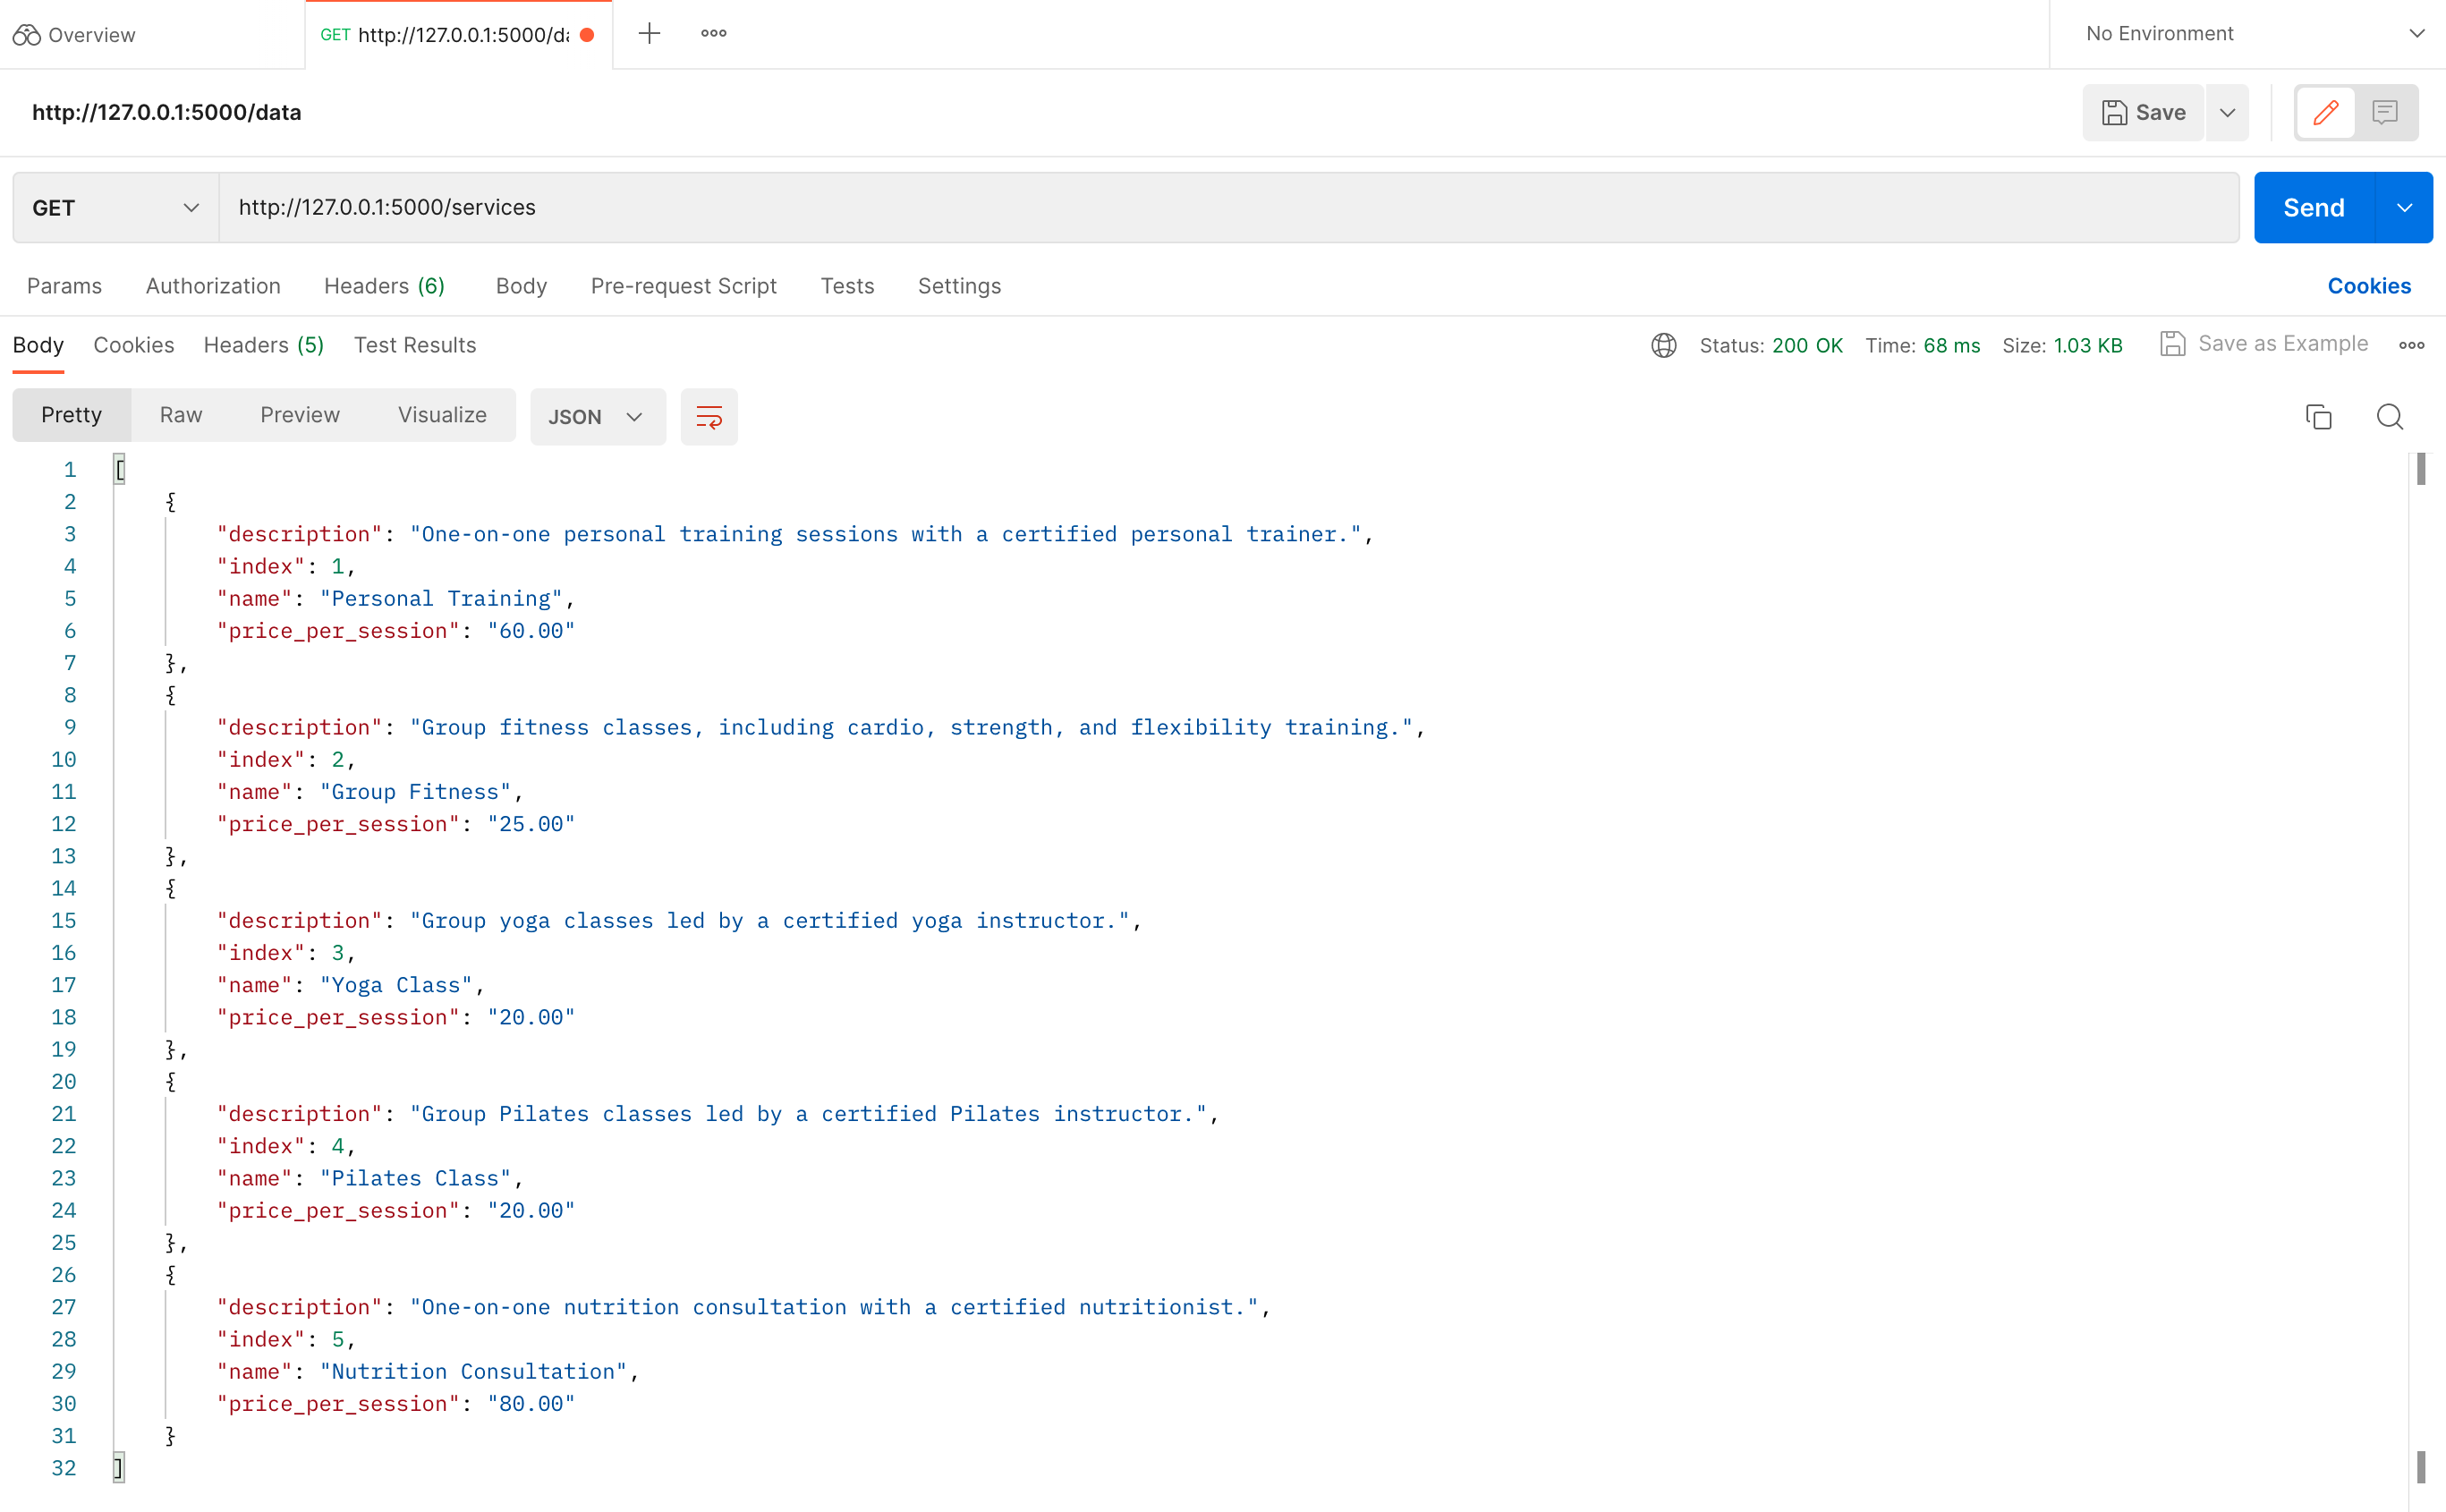 Overview
GET http://127.0.0.1:5000/da
No Environment
http://127.0.0.1:5000/data
Save
GET http://127.0.0.1:5000/services Send
Params Authorization Headers (6) Body Pre-request Script Tests Settings Cookies
Body Cookies Headers (5) Test Results Status: 200 OK Time: 68 ms Size: 1.03 KB Save as Example
Pretty Raw Preview Visualize JSON
1 [
2 {
3 "description": "One-on-one personal training sessions with a certified personal trainer.",
4 "index": 1,
5 "name": "Personal Training",
6 "price_per_session": "60.00"
7 },
8 {
9 "description": "Group fitness classes, including cardio, strength, and flexibility training.",
10 "index": 2,
11 "name": "Group Fitness",
12 "price_per_session": "25.00"
13 },
14 {
15 "description": "Group yoga classes led by a certified yoga instructor.",
16 "index": 3,
17 "name": "Yoga Class",
18 "price_per_session": "20.00"
19 },
20 {
21 "description": "Group Pilates classes led by a certified Pilates instructor.",
22 "index": 4,
23 "name": "Pilates Class",
24 "price_per_session": "20.00"
25 },
26 {
27 "description": "One-on-one nutrition consultation with a certified nutritionist.",
28 "index": 5,
29 "name": "Nutrition Consultation",
30 "price_per_session": "80.00"
31 }
32 ]